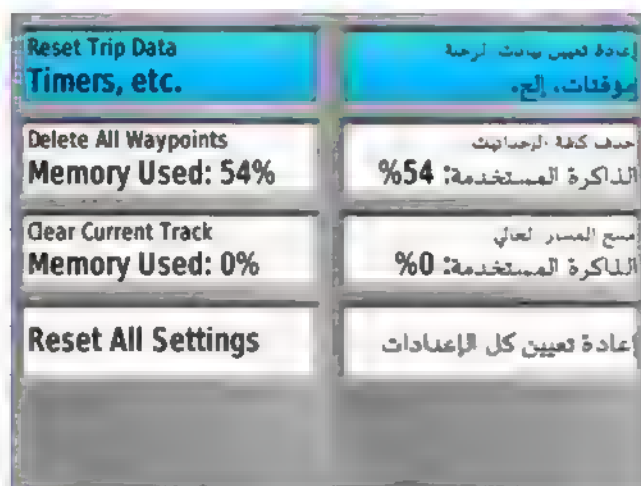 Reset Trip Data
Timers, etc.
Delete All Waypoints
Memory Used: 54%
Clear Current Track
Memory Used: 0%
Reset All Settings
إعادة تعيين بيانات الرحلة
مؤقتات، إلخ.
حذف كافة الإحداثيات
الذاكرة المستخدمة: 54%
مسح المسار الحالي
الذاكرة المستخدمة: 0%
إعادة تعيين كل الإعدادات